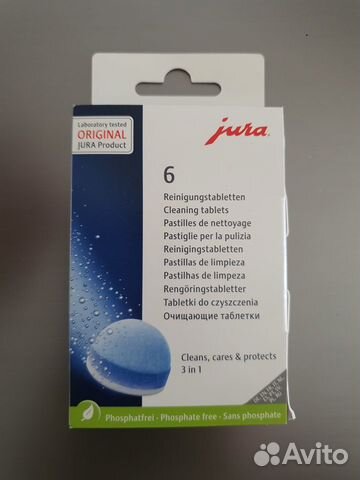 Laboratory tested
ORIGINAL
JURA Product
jura
6
Reinigungstabletten
Cleaning tablets
Pastilles de nettoyage
Pastiglie per la pulizia
Reinigingstabletten
Pastillas de limpieza
Pastilhas de limpeza
Rengöringstabletter
Tabletki do czyszczenia
Очищающие таблетки
Cleans, cares & protects
3 in 1
Phosphatfrei - Phosphate free - Sans phosphate
Avito